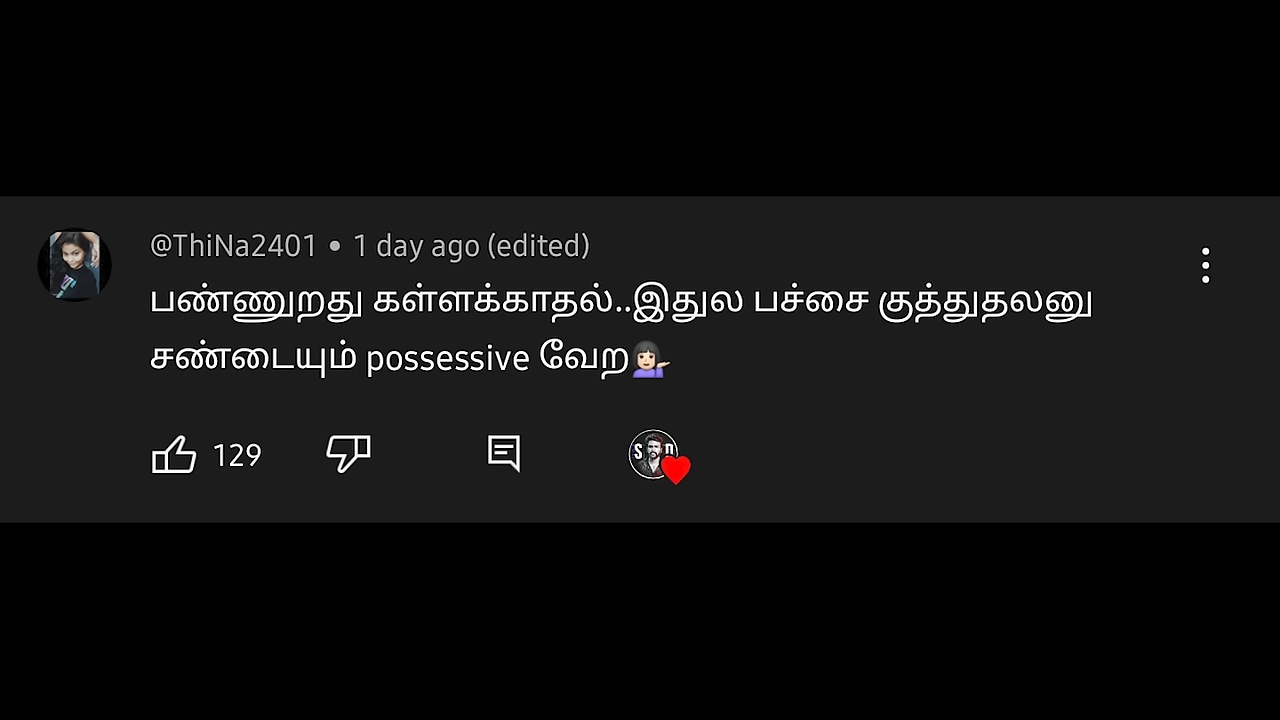 @ThiNa2401 • 1 day ago (edited)
பண்ணுறது கள்ளக்காதல்..இதுல பச்சை குத்துதலனு
சண்டையும் possessive வேற💁🏻‍♀️
129